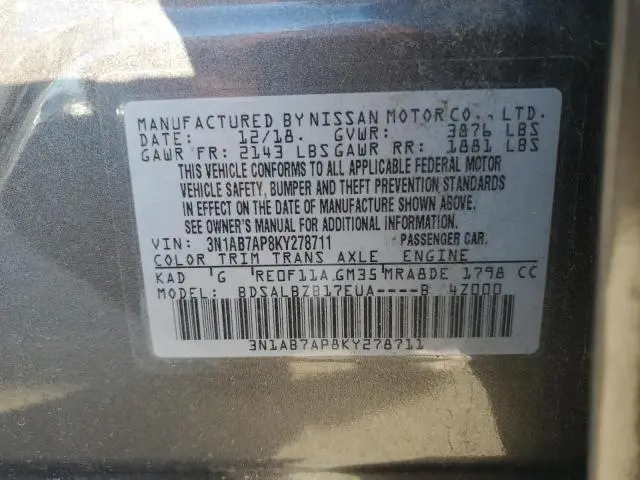 MANUFACTURED BY NISSAN MOTOR CO., LTD.
DATE: 12/18. GVWR: 3876 LBS
GAWR FR: 2143 LBS GAWR RR: 1881 LBS
THIS VEHICLE CONFORMS TO ALL APPLICABLE FEDERAL MOTOR
VEHICLE SAFETY, BUMPER AND THEFT PREVENTION STANDARDS
IN EFFECT ON THE DATE OF MANUFACTURE SHOWN ABOVE.
SEE OWNER'S MANUAL FOR ADDITIONAL INFORMATION.
VIN: 3N1AB7AP8KY278711 PASSENGER CAR.
COLOR TRIM TRANS AXLE ENGINE
KAD G RE0F11A GM35 MRA8DE 1798 CC
MODEL: BDSALBZB17EUA----B 4Z000
3N1AB7AP8KY278711